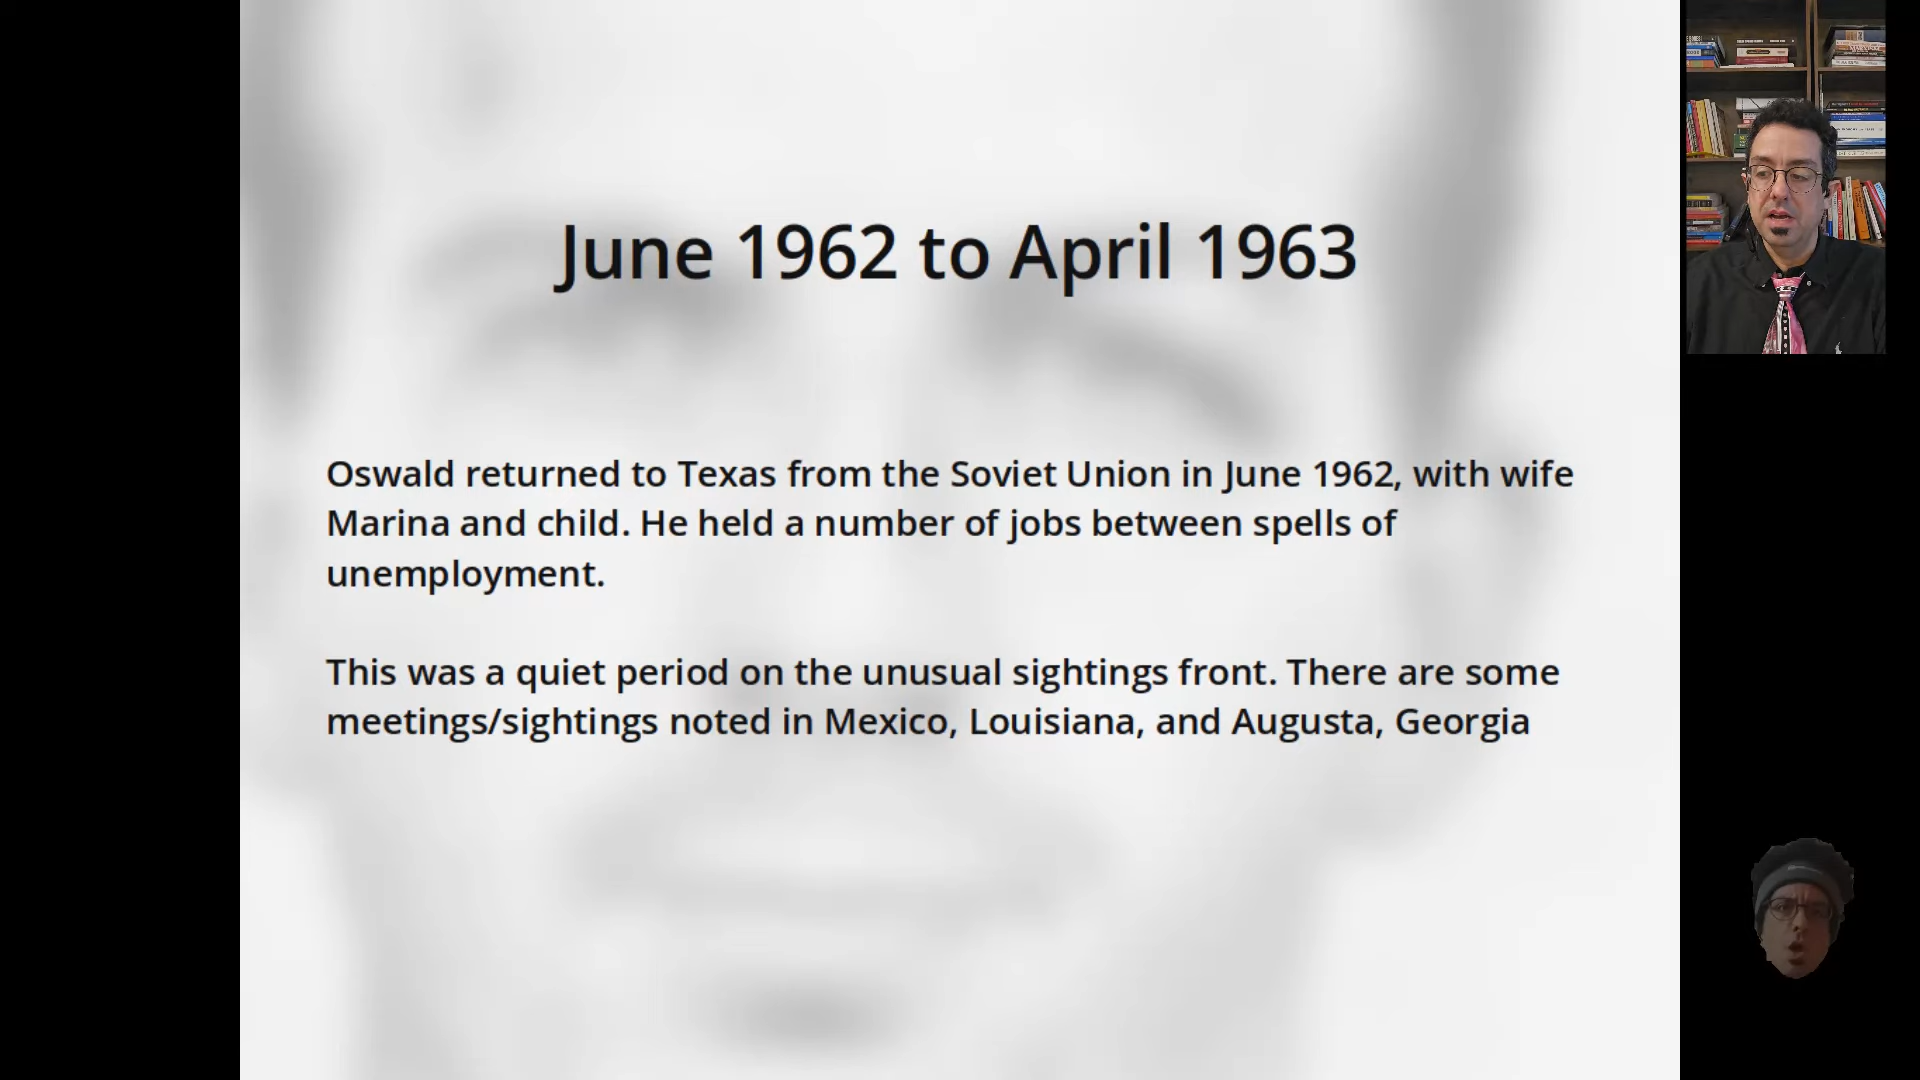 June 1962 to April 1963
Oswald returned to Texas from the Soviet Union in June 1962, with wife
Marina and child. He held a number of jobs between spells of
unemployment.
This was a quiet period on the unusual sightings front. There are some
meetings/sightings noted in Mexico, Louisiana, and Augusta, Georgia